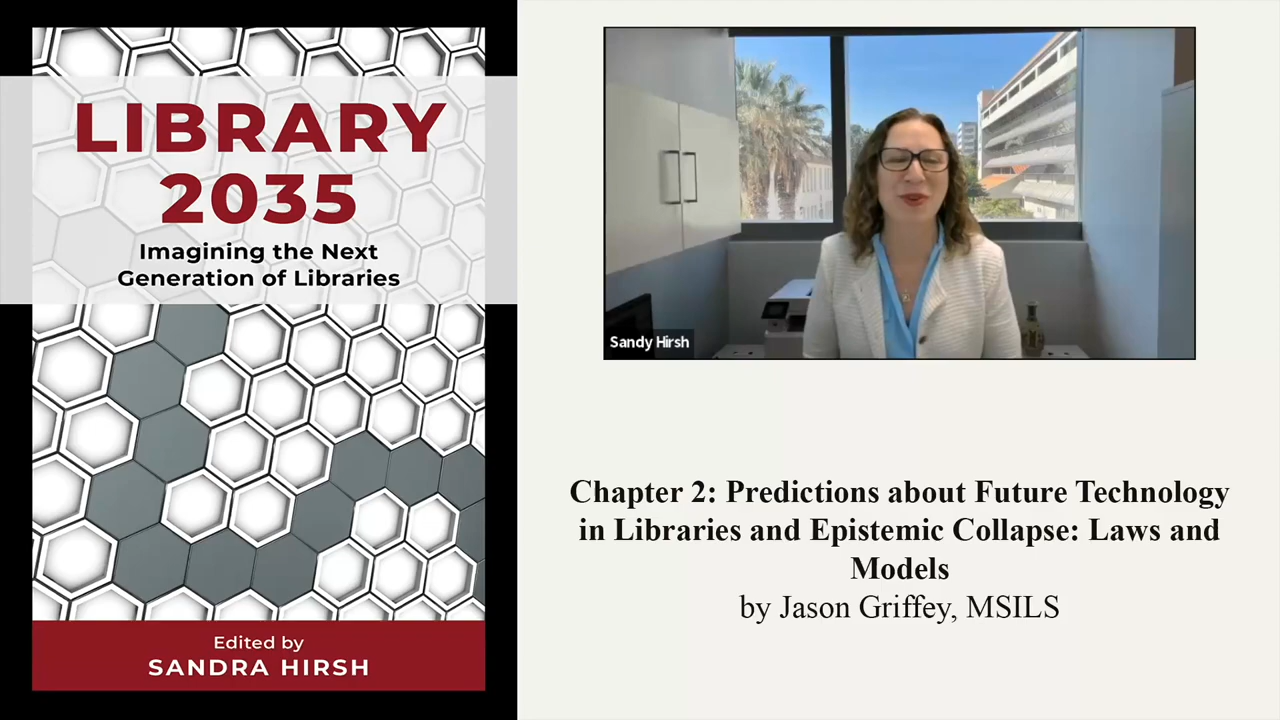 LIBRARY
2035
Imagining the Next
Generation of Libraries
Edited by
SANDRA HIRSH
Sandy Hirsh
Chapter 2: Predictions about Future Technology
in Libraries and Epistemic Collapse: Laws and
Models
by Jason Griffey, MSILS